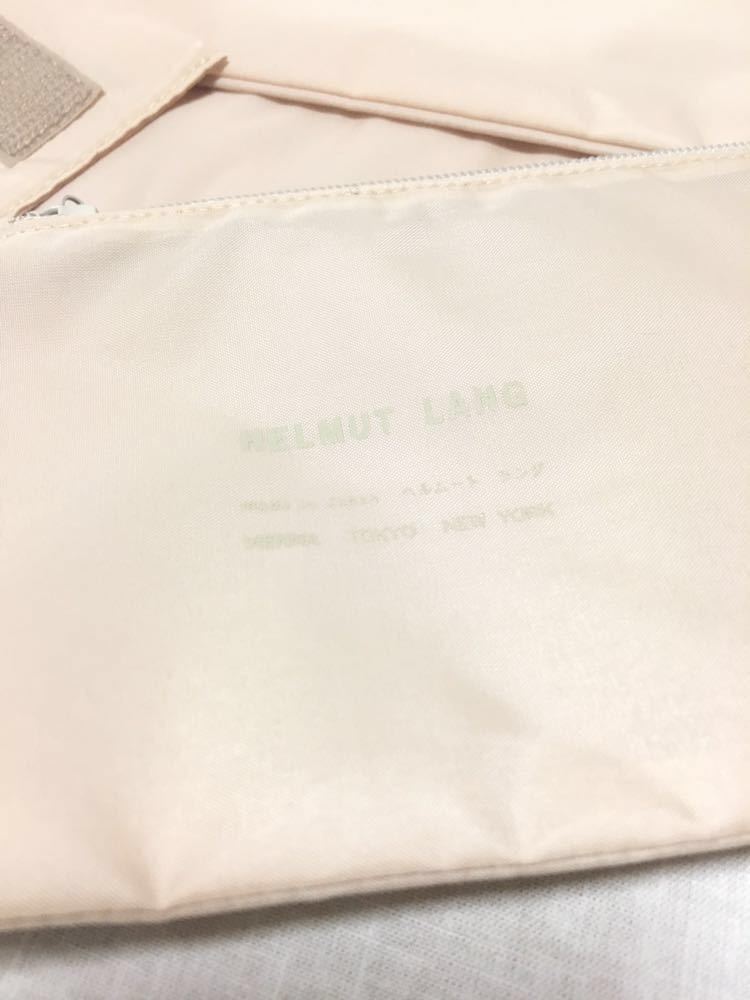 HELMUT LANG
Made in Japan ヘルムート ラング
VIENNA TOKYO NEW YORK